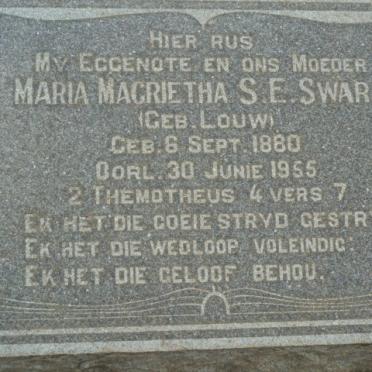 HIER RUS
MY EGGENOTE EN ONS MOEDER
MARIA MAGRIETHA S.E. SWAR
(GEB. LOUW)
GEB. 6 SEPT. 1880
OORL. 30 JUNIE 1955
2 THEMOTHEUS 4 VERS 7
EK HET DIE GOEIE STRYD GESTR
EK HET DIE WEDLOOP VOLEINDIG:
EK HET DIE GELOOF BEHOU.